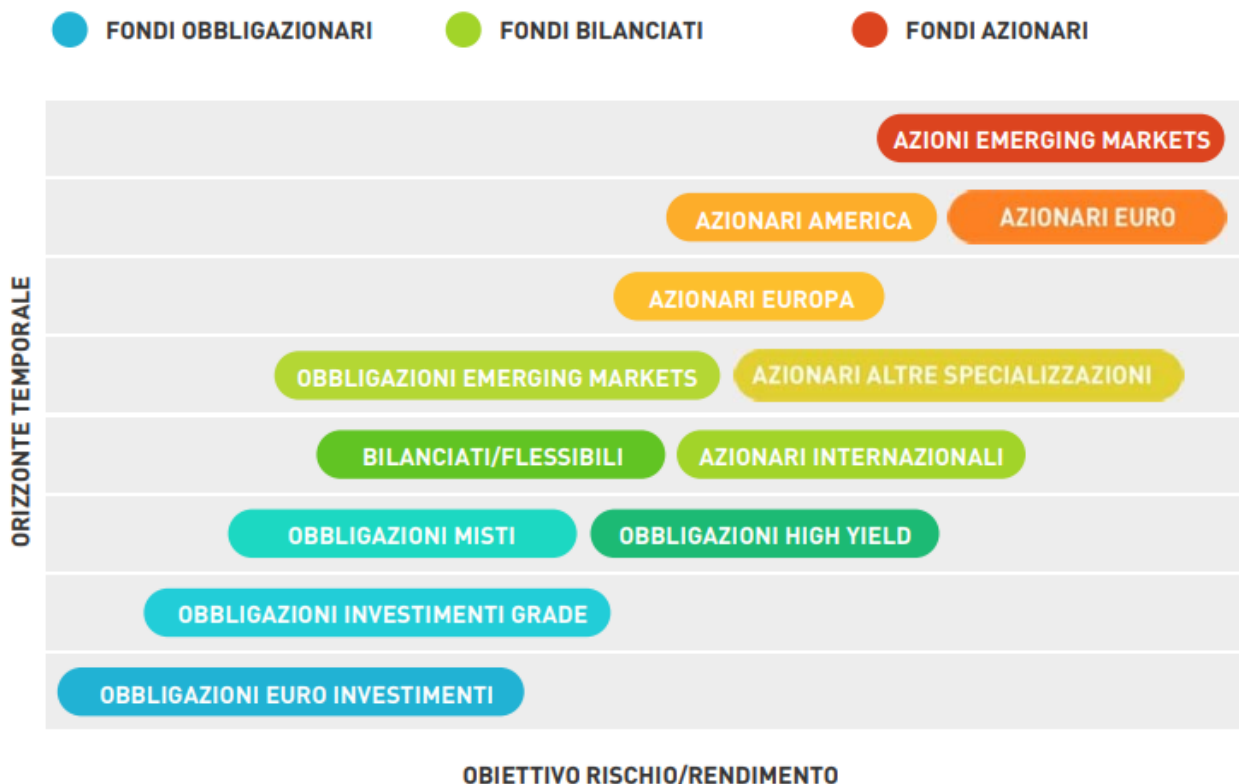 FONDI OBBLIGAZIONARI
FONDI BILANCIATI
FONDI AZIONARI
AZIONI EMERGING MARKETS
AZIONARI AMERICA
AZIONARI EURO
AZIONARI EUROPA
OBBLIGAZIONI EMERGING MARKETS
AZIONARI ALTRE SPECIALIZZAZIONI
BILANCIATI/FLESSIBILI
AZIONARI INTERNAZIONALI
OBBLIGAZIONI MISTI
OBBLIGAZIONI HIGH YIELD
OBBLIGAZIONI INVESTIMENTI GRADE
OBBLIGAZIONI EURO INVESTIMENTI
ORIZZONTE TEMPORALE
OBIETTIVO RISCHIO/RENDIMENTO